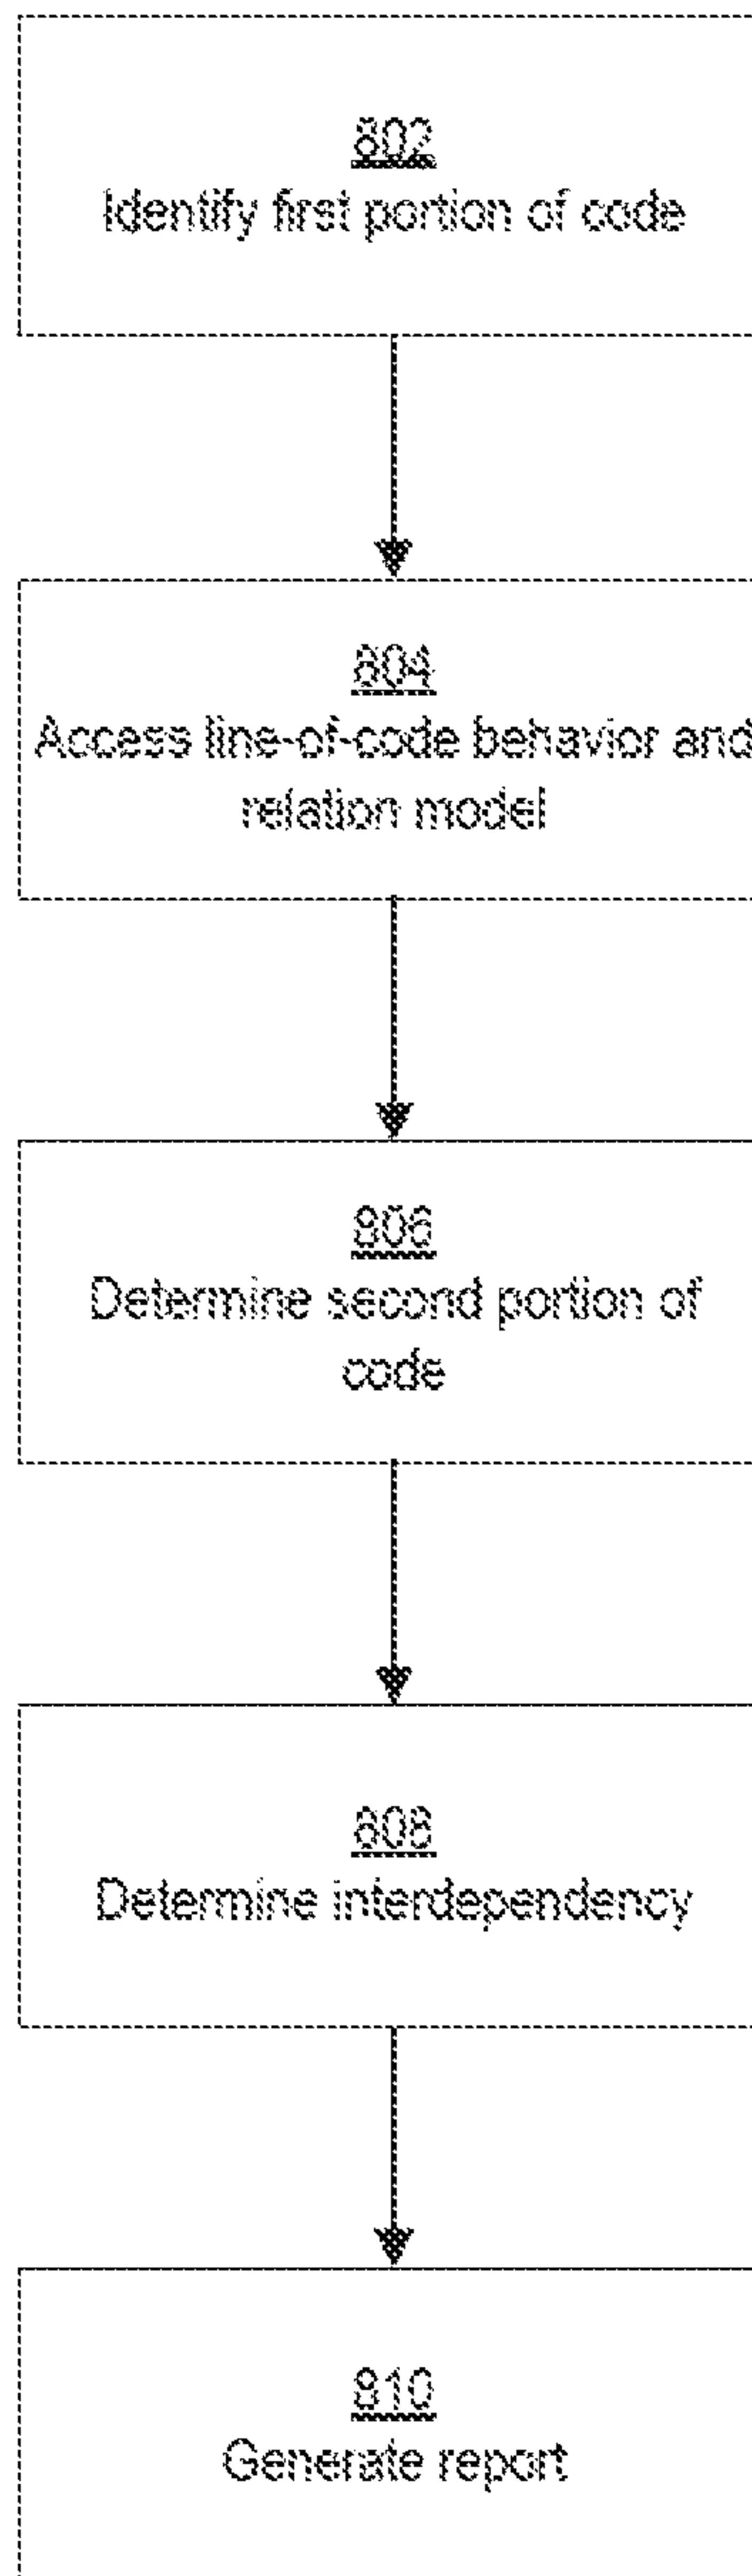 802
Identify first portion of code
804
Access line-of-code behavior and
relation model
806
Determine second portion of
code
808
Determine interdependency
810
Generate report